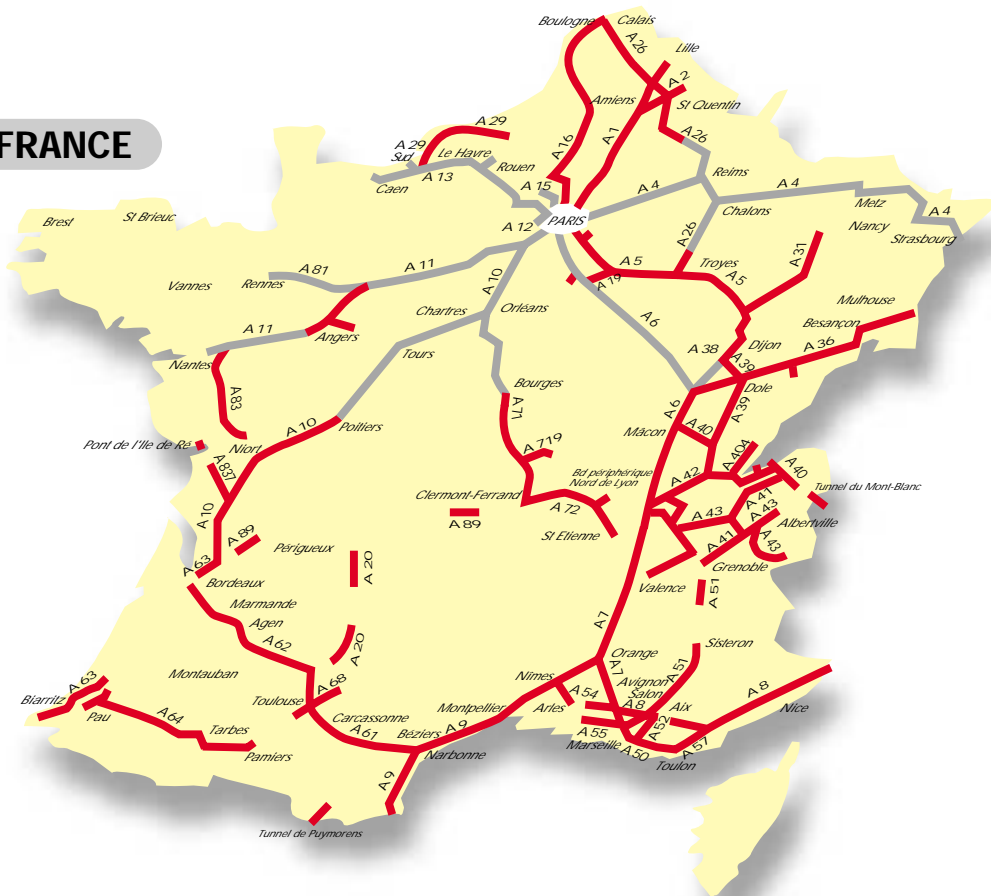 Boulogne
Calais
A 26
Lille
A 2
Amiens
St Quentin
FRANCE
A 29
A 29
Sud
Le Havre
A 16
A 1
A 26
Rouen
Reims
Caen
A 13
A 15
A 4
A 4
Metz
Chalons
St Brieuc
Brest
PARIS
A 12
A 4
Nancy
Strasbourg
A 26
A 31
A 81
A 11
A 5
Troyes
A 5
Vannes
Rennes
A 10
A 19
Mulhouse
Chartres
Orléans
A 6
Besançon
A 11
Angers
Tours
A 38
Dijon
A 36
Nantes
A 39
Bourges
Dole
A 83
A 71
A 6
A 39
A 10
Poitiers
Mâcon
A 40
Pont de l'Ile de Ré
Niort
A 719
A 404
A 837
Bd périphérique
Nord de Lyon
A 42
A 40
Tunnel du Mont-Blanc
Clermont-Ferrand
A 41
A 43
A 10
A 89
A 72
A 43
Albertville
A 89
St Etienne
A 41
A 43
Périgueux
A 20
A 63
Grenoble
Bordeaux
Valence
A 51
Marmande
Agen
A 7
A 62
A 20
Sisteron
Orange
Montauban
A 7
A 51
Nîmes
Avignon
A 63
A 68
A 54
Salon
A 8
Biarritz
Toulouse
A 8
Aix
Nice
Pau
Montpellier
Arles
A 64
Carcassonne
A 52
Tarbes
A 61
Béziers
A 9
A 55
Marseille
A 50
A 57
Pamiers
Narbonne
Toulon
A 9
Tunnel de Puymorens